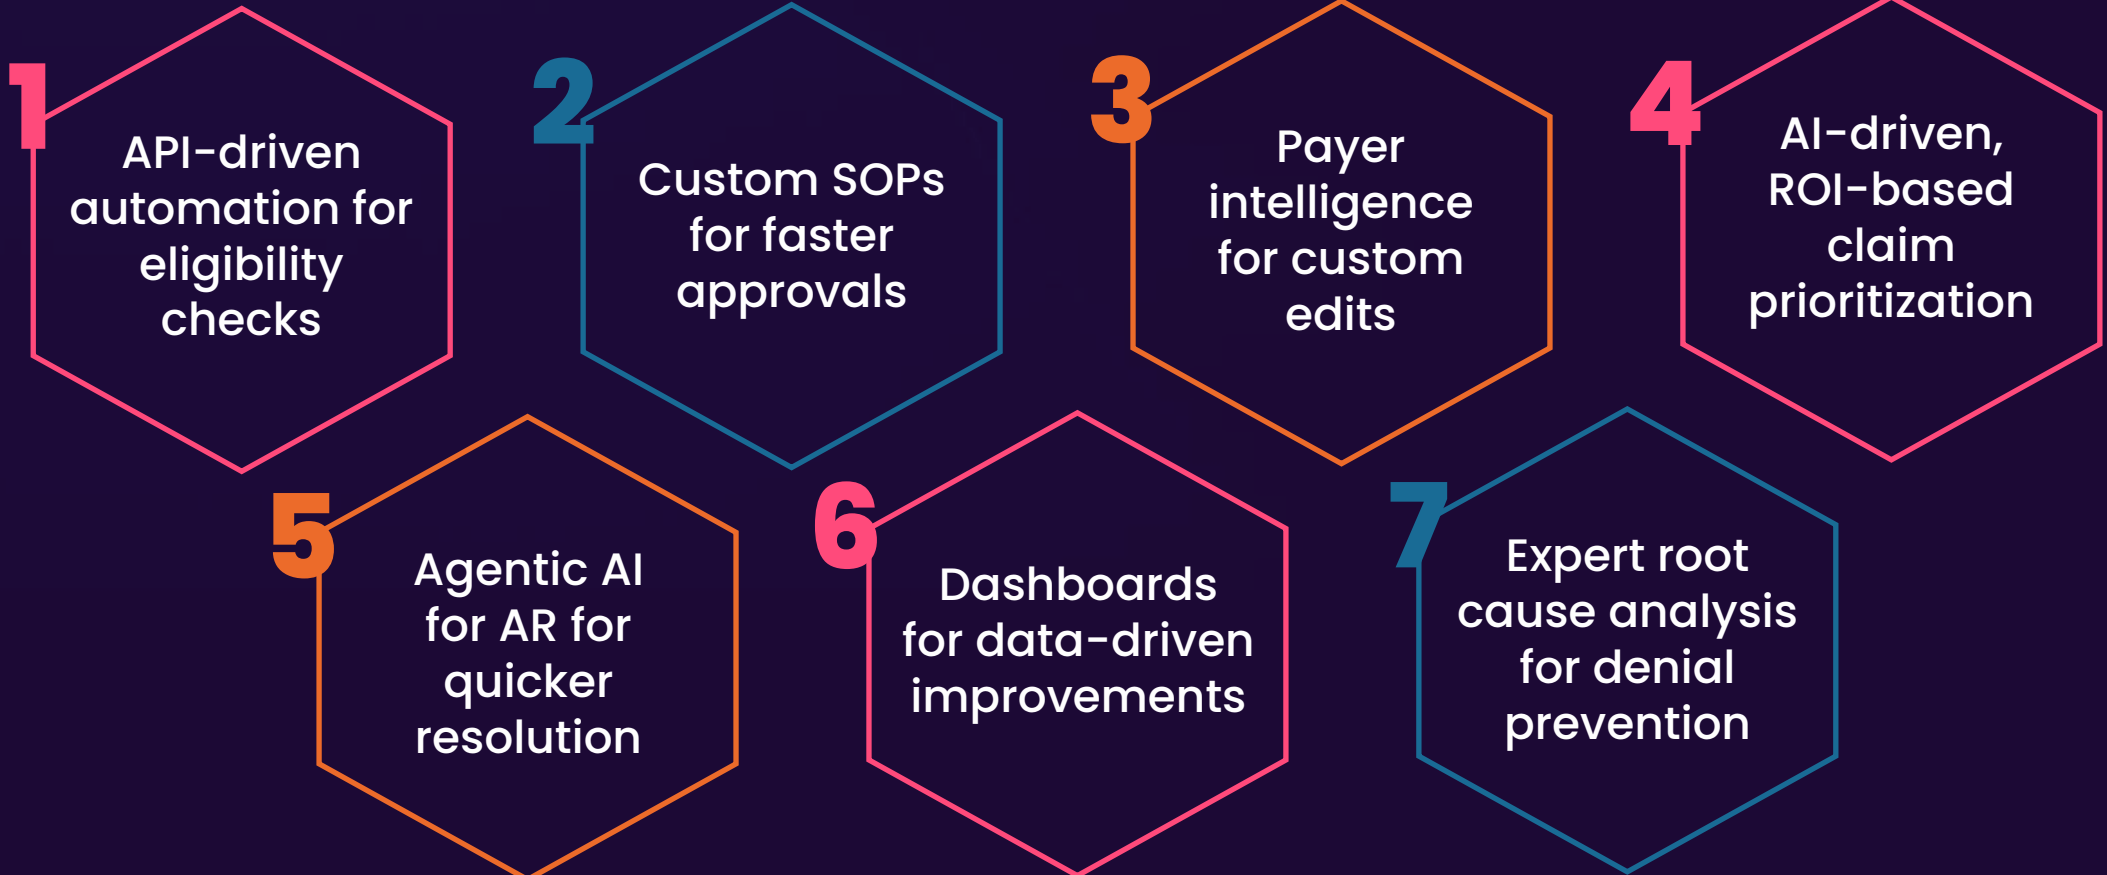 1
API-driven
automation for
eligibility
checks
2
Custom SOPs
for faster
approvals
3
Payer
intelligence
for custom
edits
4
AI-driven,
ROI-based
claim
prioritization
5
Agentic AI
for AR for
quicker
resolution
6
Dashboards
for data-driven
improvements
7
Expert root
cause analysis
for denial
prevention